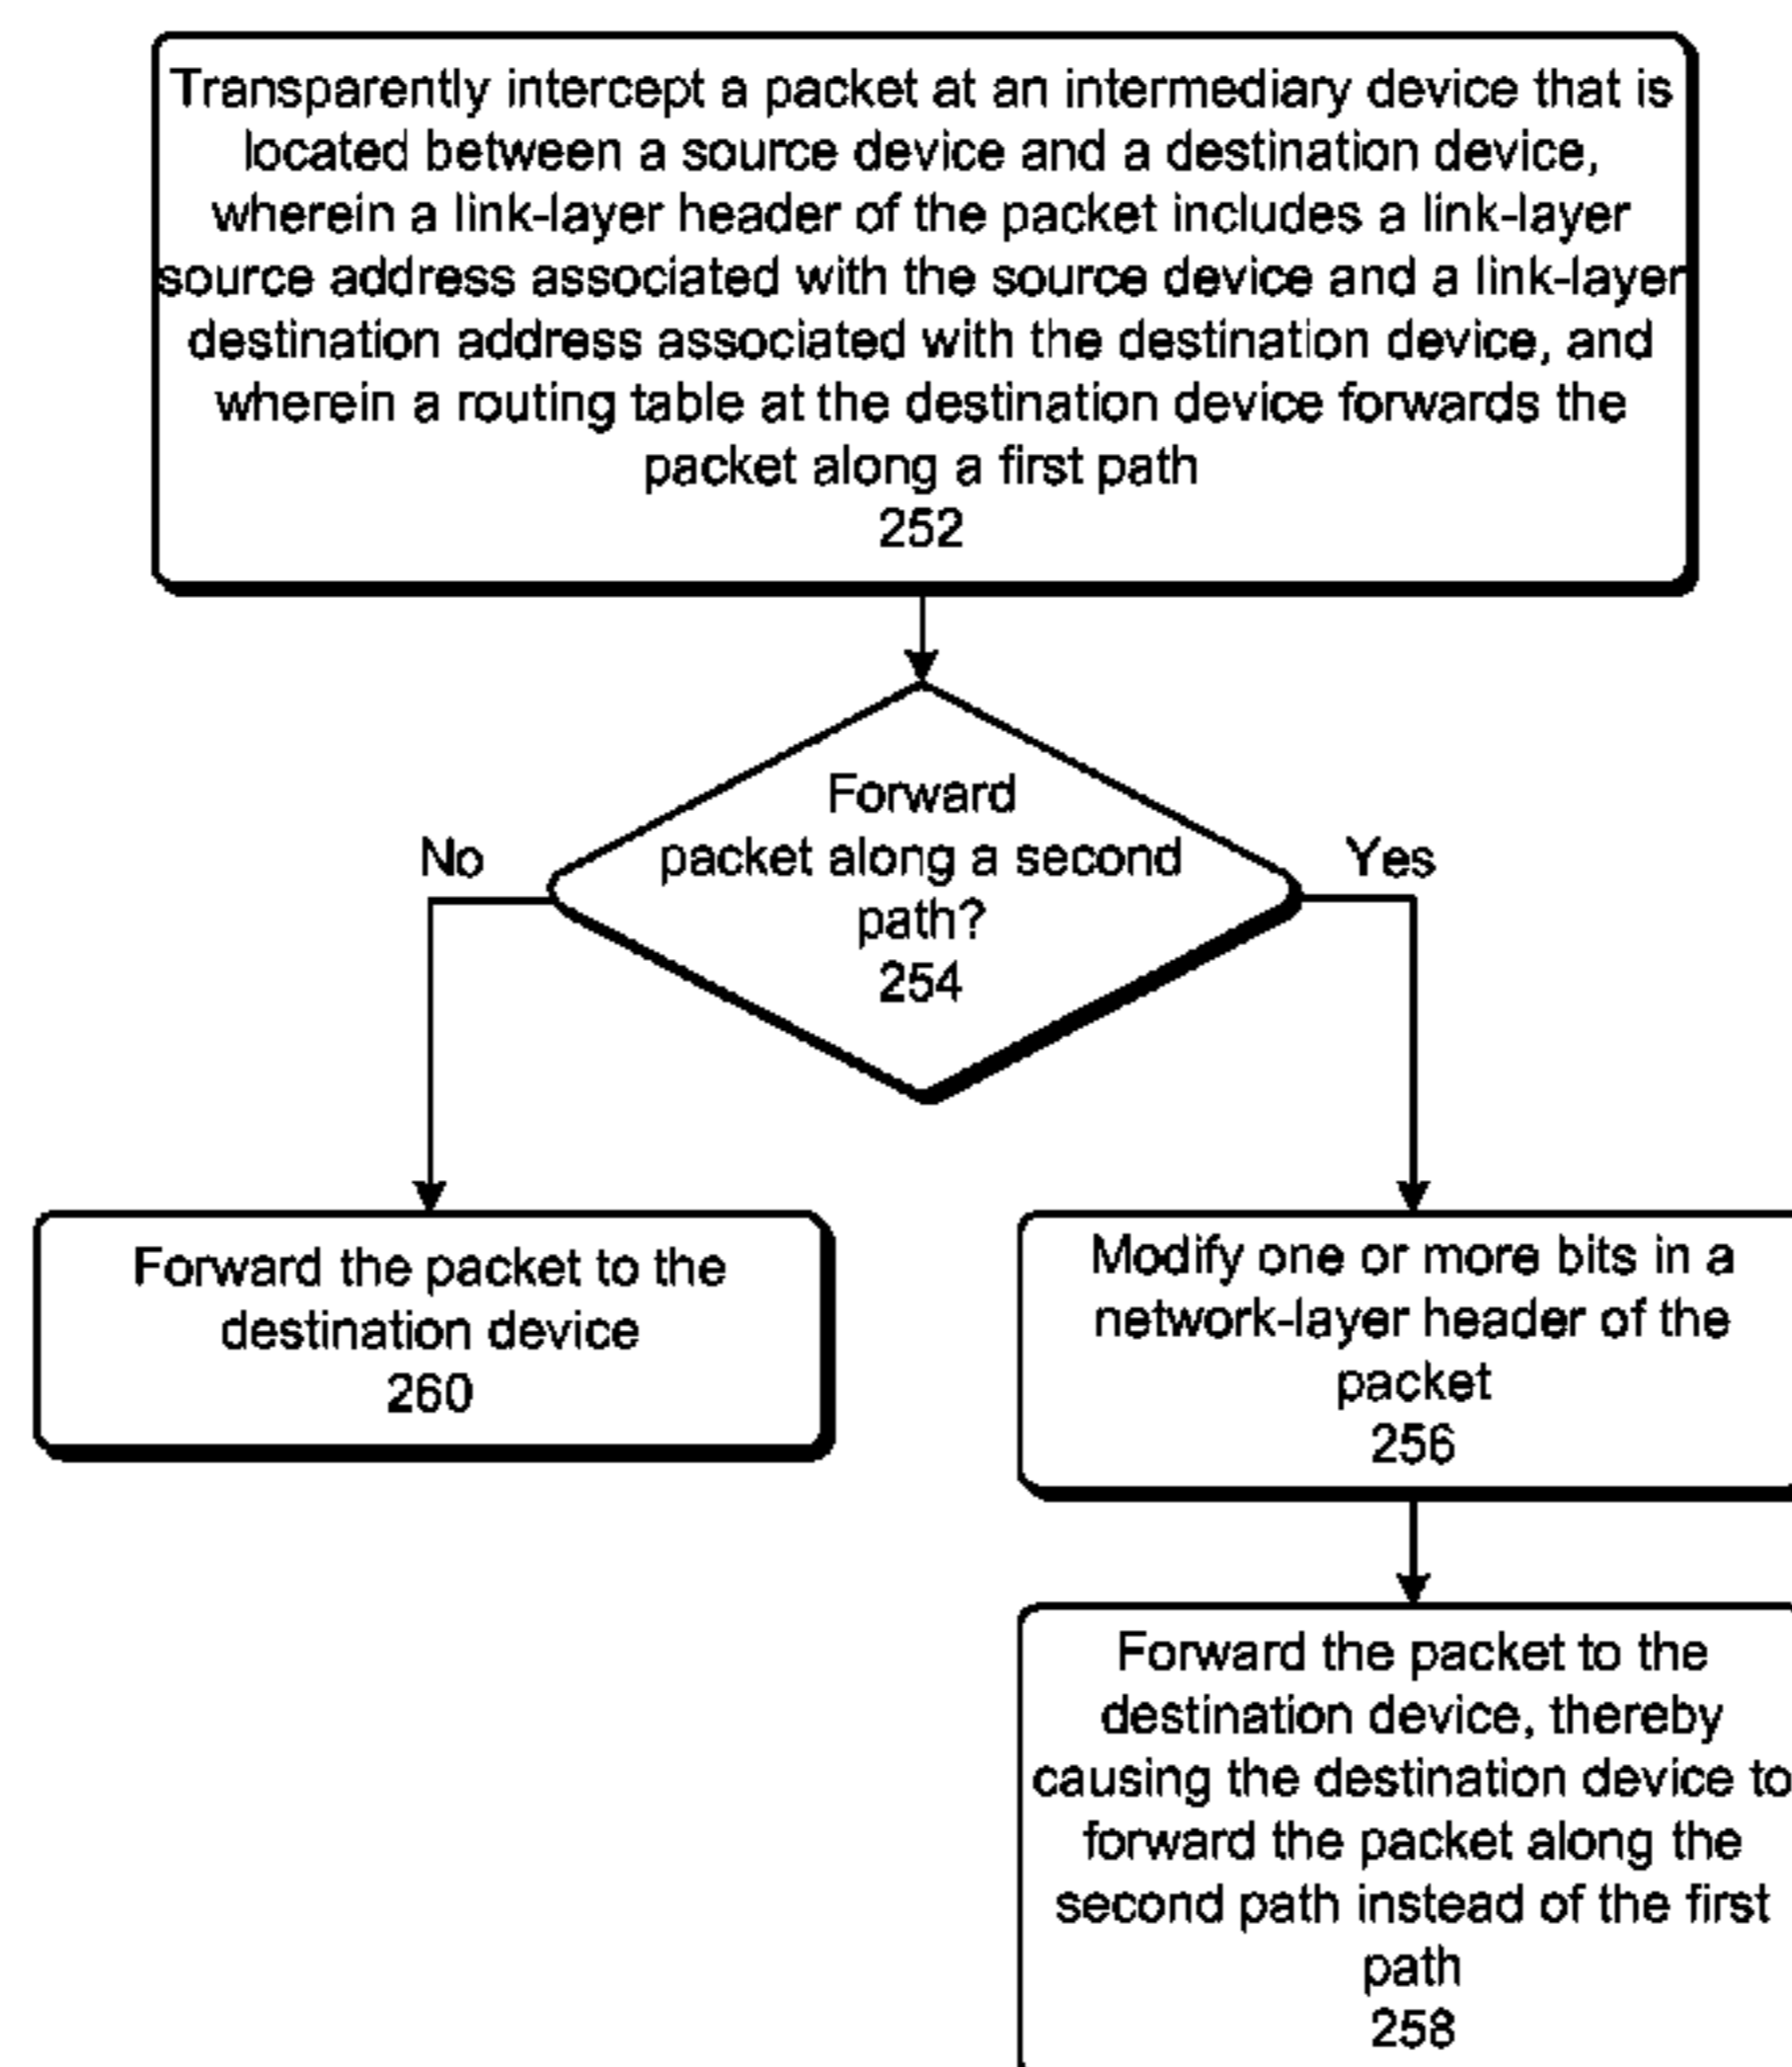 Transparently intercept a packet at an intermediary device that is
located between a source device and a destination device,
wherein a link-layer header of the packet includes a link-layer
source address associated with the source device and a link-layer
destination address associated with the destination device, and
wherein a routing table at the destination device forwards the
packet along a first path
252
Forward
packet along a second
path?
254
No
Yes
Forward the packet to the
destination device
260
Modify one or more bits in a
network-layer header of the
packet
256
Forward the packet to the
destination device, thereby
causing the destination device to
forward the packet along the
second path instead of the first
path
258